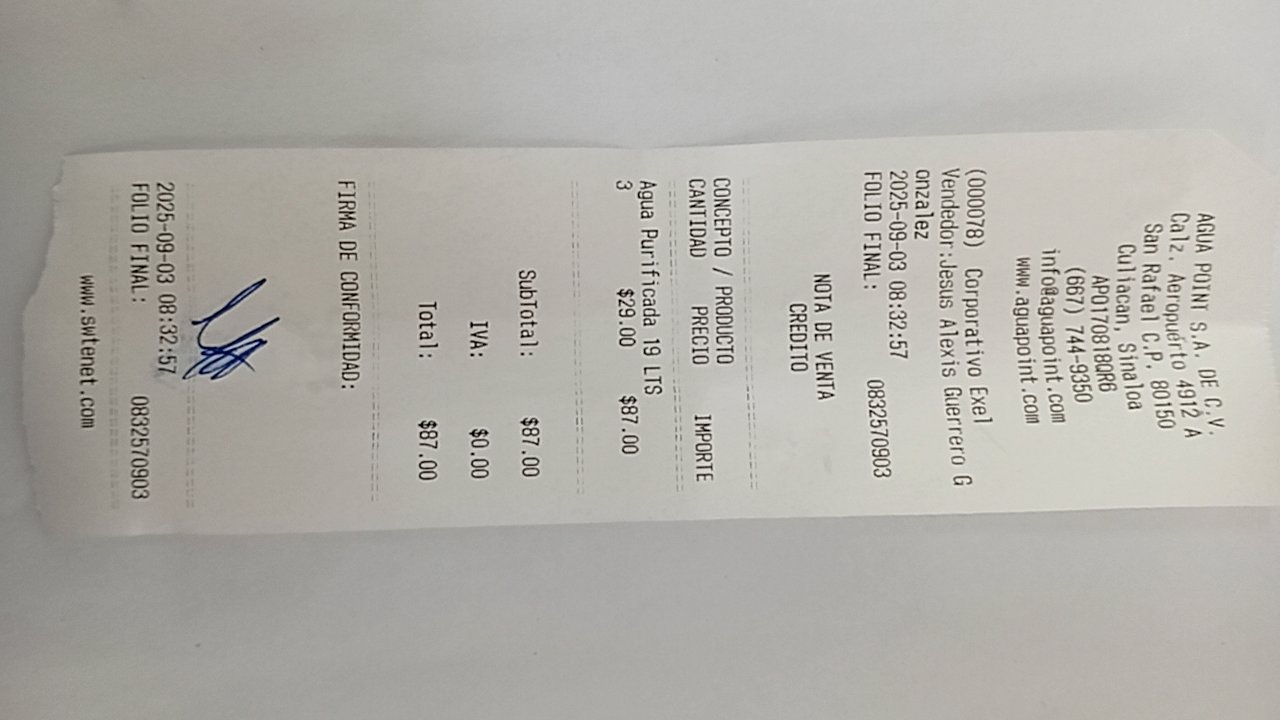 AGUA POINT S.A. DE C.V.
Calz. Aeropuerto 4912 A
San Rafael C.P. 80150
Culiacan, Sinaloa
APO170818QR6
(667) 744-9350
info@aguapoint.com
www.aguapoint.com
(000078) Corporativo Exel
Vendedor:Jesus Alexis Guerrero G
onzalez
2025-09-03 08:32:57
FOLIO FINAL: 0832570903
NOTA DE VENTA
CREDITO
CONCEPTO / PRODUCTO
CANTIDAD PRECIO IMPORTE
Agua Purificada 19 LTS
3 $29.00 $87.00
SubTotal: $87.00
IVA: $0.00
Total: $87.00
FIRMA DE CONFORMIDAD:
2025-09-03 08:32:57
FOLIO FINAL: 0832570903
www.swtenet.com